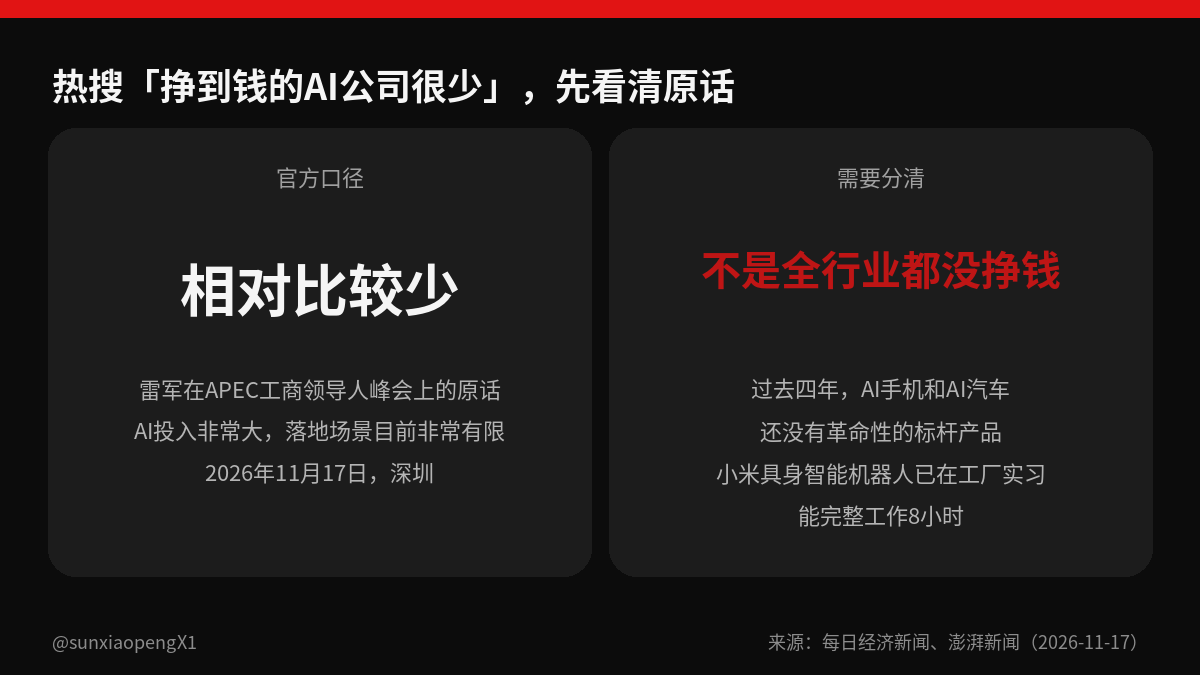 热搜「挣到钱的AI公司很少」，先看清原话
官方口径
相对比较少
雷军在APEC工商领导人峰会上的原话
AI投入非常大，落地场景目前非常有限
2026年11月17日，深圳
需要分清
不是全行业都没挣钱
过去四年，AI手机和AI汽车
还没有革命性的标杆产品
小米具身智能机器人已在工厂实习
能完整工作8小时
@sunxiaopengX1
来源：每日经济新闻、澎湃新闻（2026-11-17）